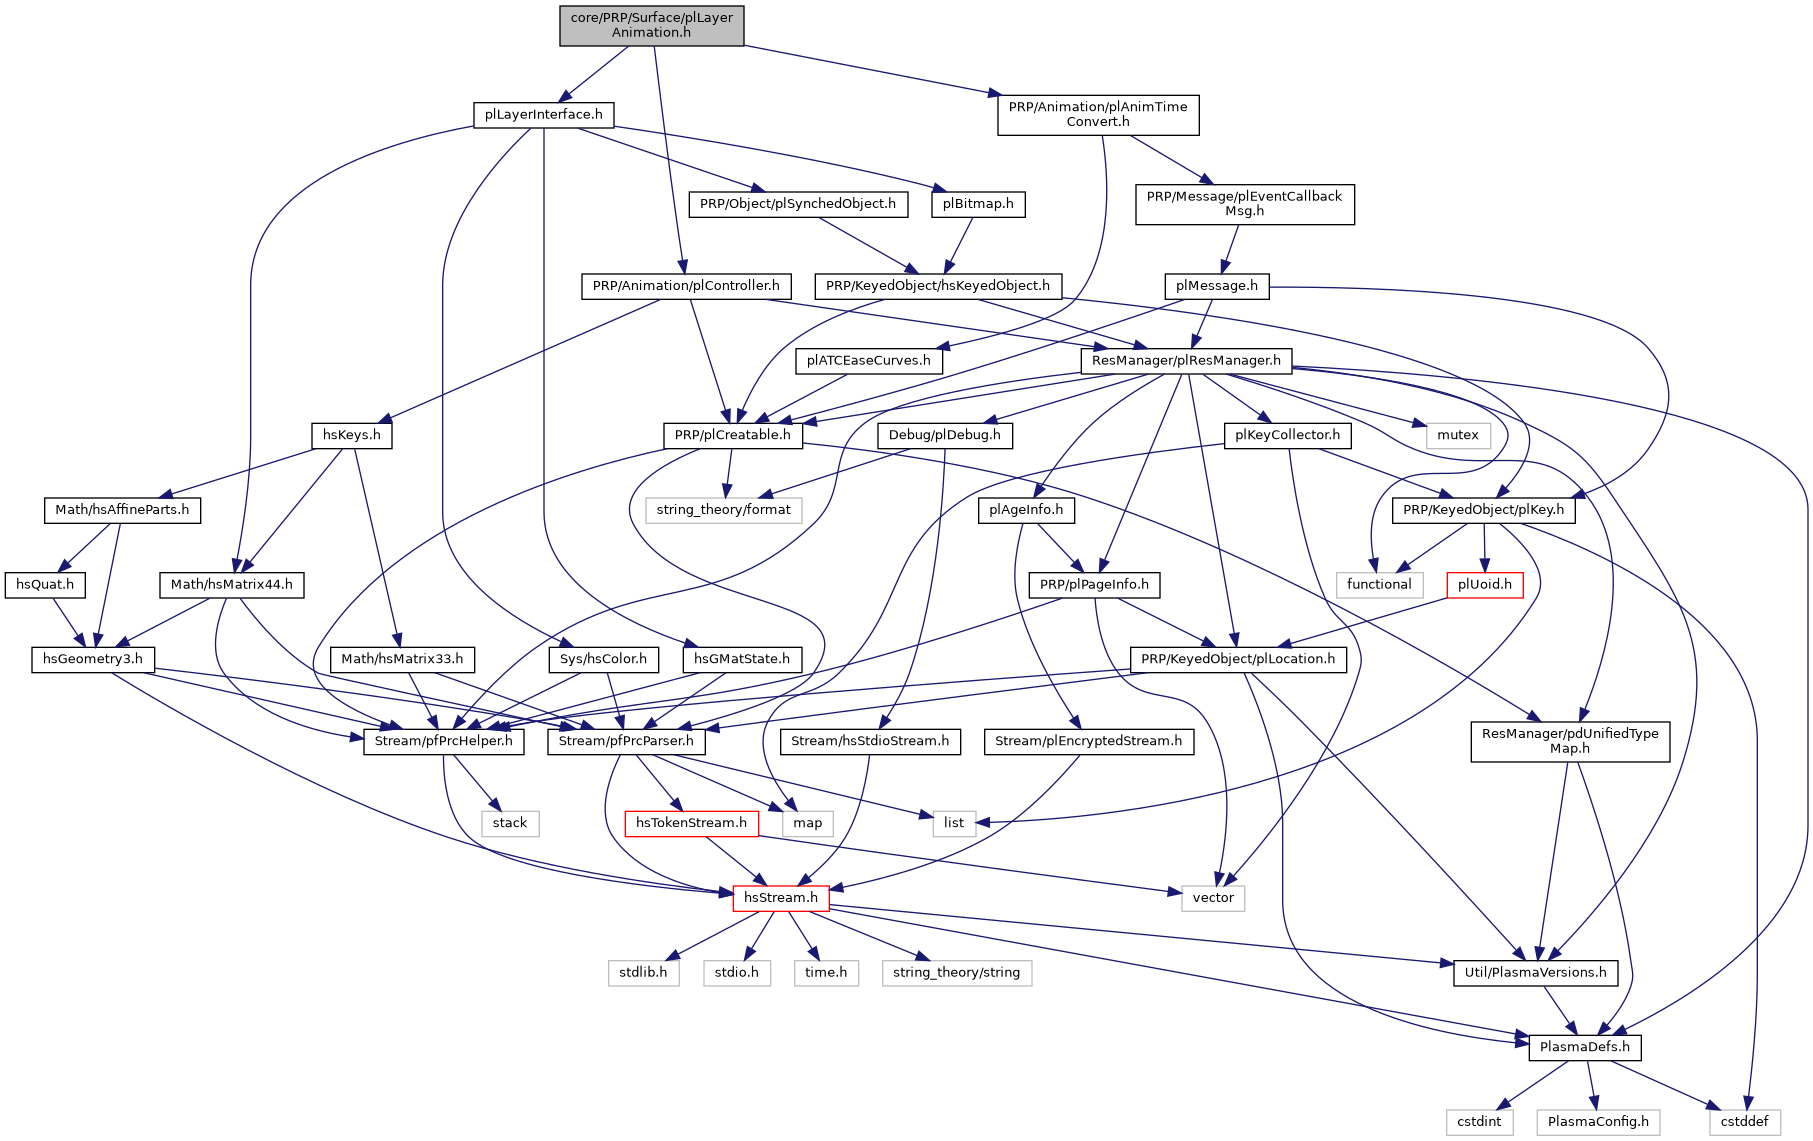 core/PRP/Surface/plLayer
Animation.h
plLayerInterface.h
PRP/Animation/plAnimTime
Convert.h
PRP/Message/plEventCallback
Msg.h
PRP/Object/plSynchedObject.h
plBitmap.h
PRP/Animation/plController.h
PRP/KeyedObject/hsKeyedObject.h
plMessage.h
plATCEaseCurves.h
ResManager/plResManager.h
hsKeys.h
PRP/plCreatable.h
Debug/plDebug.h
plKeyCollector.h
mutex
Math/hsAffineParts.h
string_theory/format
plAgeInfo.h
PRP/KeyedObject/plKey.h
hsQuat.h
Math/hsMatrix44.h
PRP/plPageInfo.h
functional
plUoid.h
hsGeometry3.h
Math/hsMatrix33.h
Sys/hsColor.h
hsGMatState.h
PRP/KeyedObject/plLocation.h
Stream/pfPrcHelper.h
Stream/pfPrcParser.h
Stream/hsStdioStream.h
Stream/plEncryptedStream.h
ResManager/pdUnifiedType
Map.h
stack
hsTokenStream.h
map
list
hsStream.h
vector
stdlib.h
stdio.h
time.h
string_theory/string
Util/PlasmaVersions.h
PlasmaDefs.h
cstdint
PlasmaConfig.h
cstddef